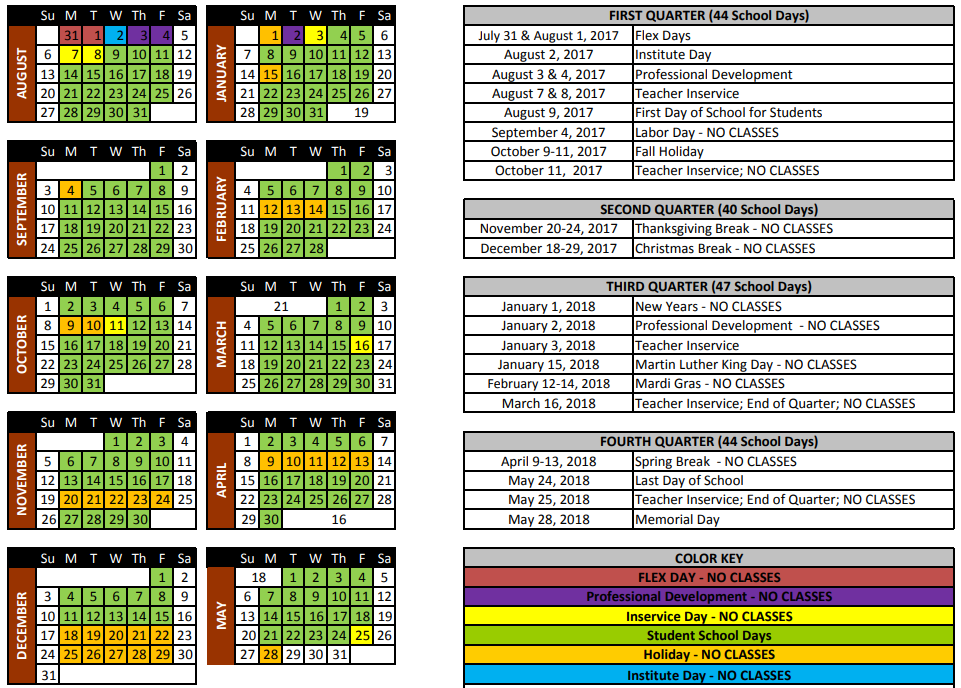 AUGUST
Su M T W Th F Sa
31 1 2 3 4 5
6 7 8 9 10 11 12
13 14 15 16 17 18 19
20 21 22 23 24 25 26
27 28 29 30 31
SEPTEMBER
Su M T W Th F Sa
1 2
3 4 5 6 7 8 9
10 11 12 13 14 15 16
17 18 19 20 21 22 23
24 25 26 27 28 29 30
OCTOBER
Su M T W Th F Sa
1 2 3 4 5 6 7
8 9 10 11 12 13 14
15 16 17 18 19 20 21
22 23 24 25 26 27 28
29 30 31
NOVEMBER
Su M T W Th F Sa
1 2 3 4
5 6 7 8 9 10 11
12 13 14 15 16 17 18
19 20 21 22 23 24 25
26 27 28 29 30
DECEMBER
Su M T W Th F Sa
1 2
3 4 5 6 7 8 9
10 11 12 13 14 15 16
17 18 19 20 21 22 23
24 25 26 27 28 29 30
31
JANUARY
Su M T W Th F Sa
1 2 3 4 5 6
7 8 9 10 11 12 13
14 15 16 17 18 19 20
21 22 23 24 25 26 27
28 29 30 31 19
FEBRUARY
Su M T W Th F Sa
1 2 3
4 5 6 7 8 9 10
11 12 13 14 15 16 17
18 19 20 21 22 23 24
25 26 27 28
MARCH
Su M T W Th F Sa
21 1 2 3
4 5 6 7 8 9 10
11 12 13 14 15 16 17
18 19 20 21 22 23 24
25 26 27 28 29 30 31
APRIL
Su M T W Th F Sa
1 2 3 4 5 6 7
8 9 10 11 12 13 14
15 16 17 18 19 20 21
22 23 24 25 26 27 28
29 30 16
MAY
Su M T W Th F Sa
18 1 2 3 4 5
6 7 8 9 10 11 12
13 14 15 16 17 18 19
20 21 22 23 24 25 26
27 28 29 30 31
FIRST QUARTER (44 School Days)
July 31 & August 1, 2017 Flex Days
August 2, 2017 Institute Day
August 3 & 4, 2017 Professional Development
August 7 & 8, 2017 Teacher Inservice
August 9, 2017 First Day of School for Students
September 4, 2017 Labor Day - NO CLASSES
October 9-11, 2017 Fall Holiday
October 11, 2017 Teacher Inservice; NO CLASSES
SECOND QUARTER (40 School Days)
November 20-24, 2017 Thanksgiving Break - NO CLASSES
December 18-29, 2017 Christmas Break - NO CLASSES
THIRD QUARTER (47 School Days)
January 1, 2018 New Years - NO CLASSES
January 2, 2018 Professional Development - NO CLASSES
January 3, 2018 Teacher Inservice
January 15, 2018 Martin Luther King Day - NO CLASSES
February 12-14, 2018 Mardi Gras - NO CLASSES
March 16, 2018 Teacher Inservice; End of Quarter; NO CLASSES
FOURTH QUARTER (44 School Days)
April 9-13, 2018 Spring Break - NO CLASSES
May 24, 2018 Last Day of School
May 25, 2018 Teacher Inservice; End of Quarter; NO CLASSES
May 28, 2018 Memorial Day
COLOR KEY
FLEX DAY - NO CLASSES
Professional Development - NO CLASSES
Inservice Day - NO CLASSES
Student School Days
Holiday - NO CLASSES
Institute Day - NO CLASSES